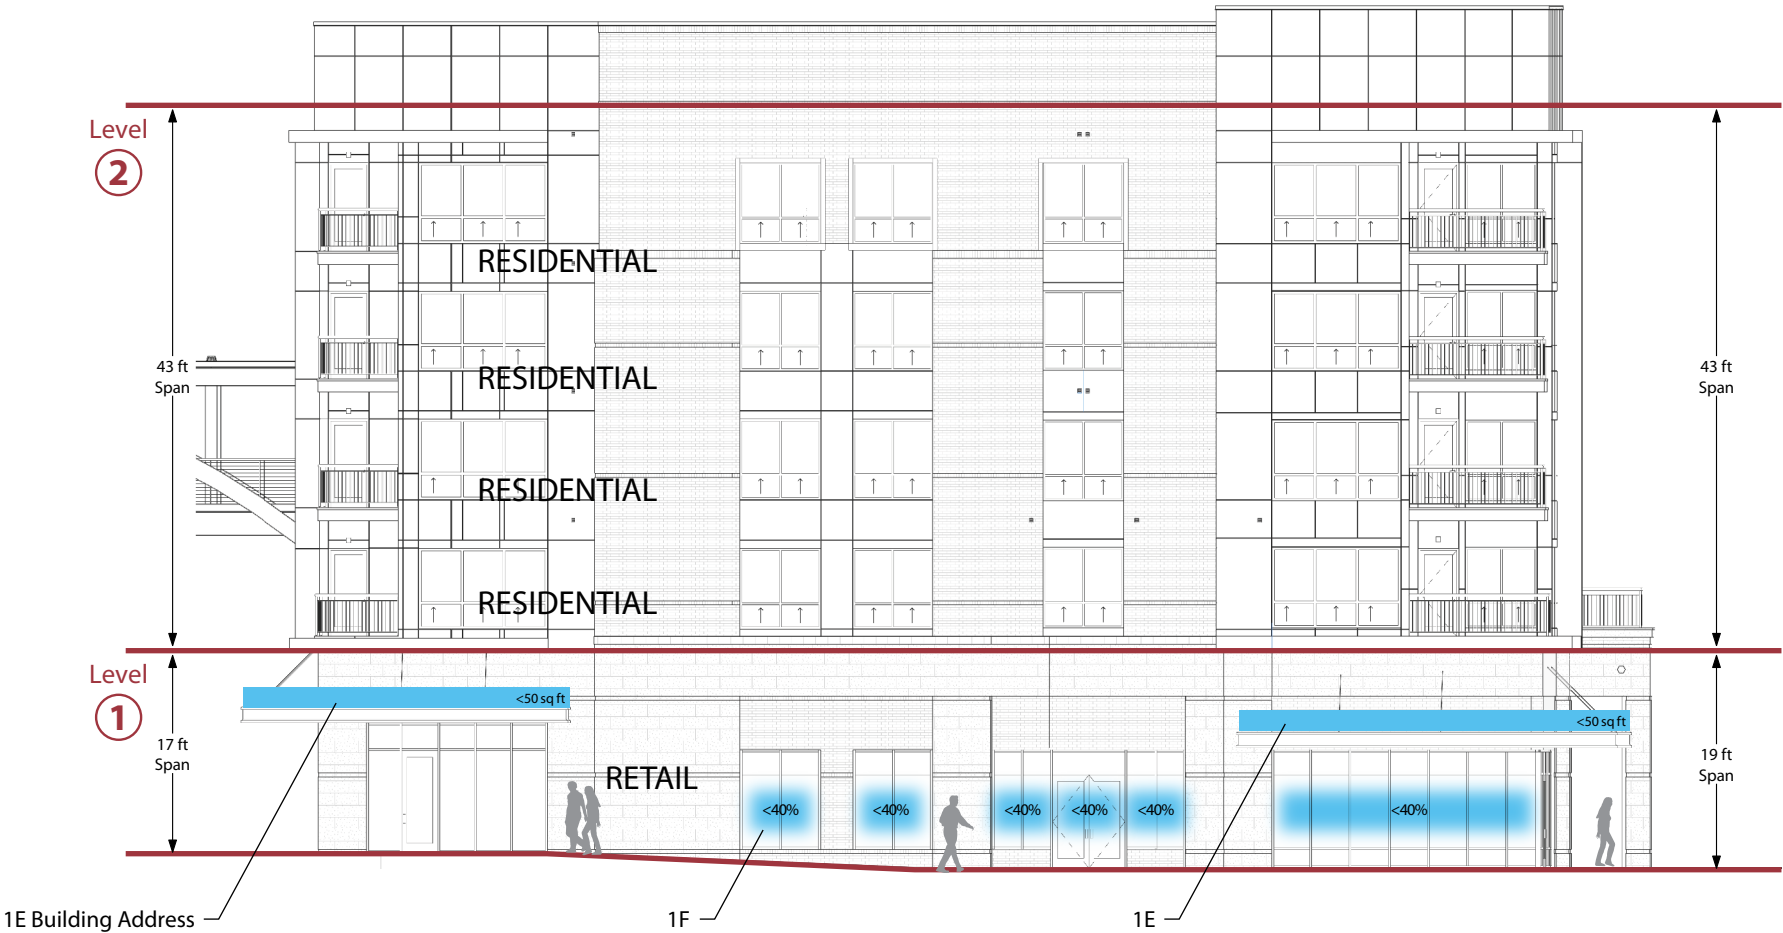 Level
2
43 ft
Span
43 ft
Span
RESIDENTIAL
RESIDENTIAL
RESIDENTIAL
RESIDENTIAL
Level
1
17 ft
Span
19 ft
Span
<50 sq ft
<50 sq ft
RETAIL
<40%
<40%
<40%
<40%
<40%
<40%
1E Building Address
1F
1E